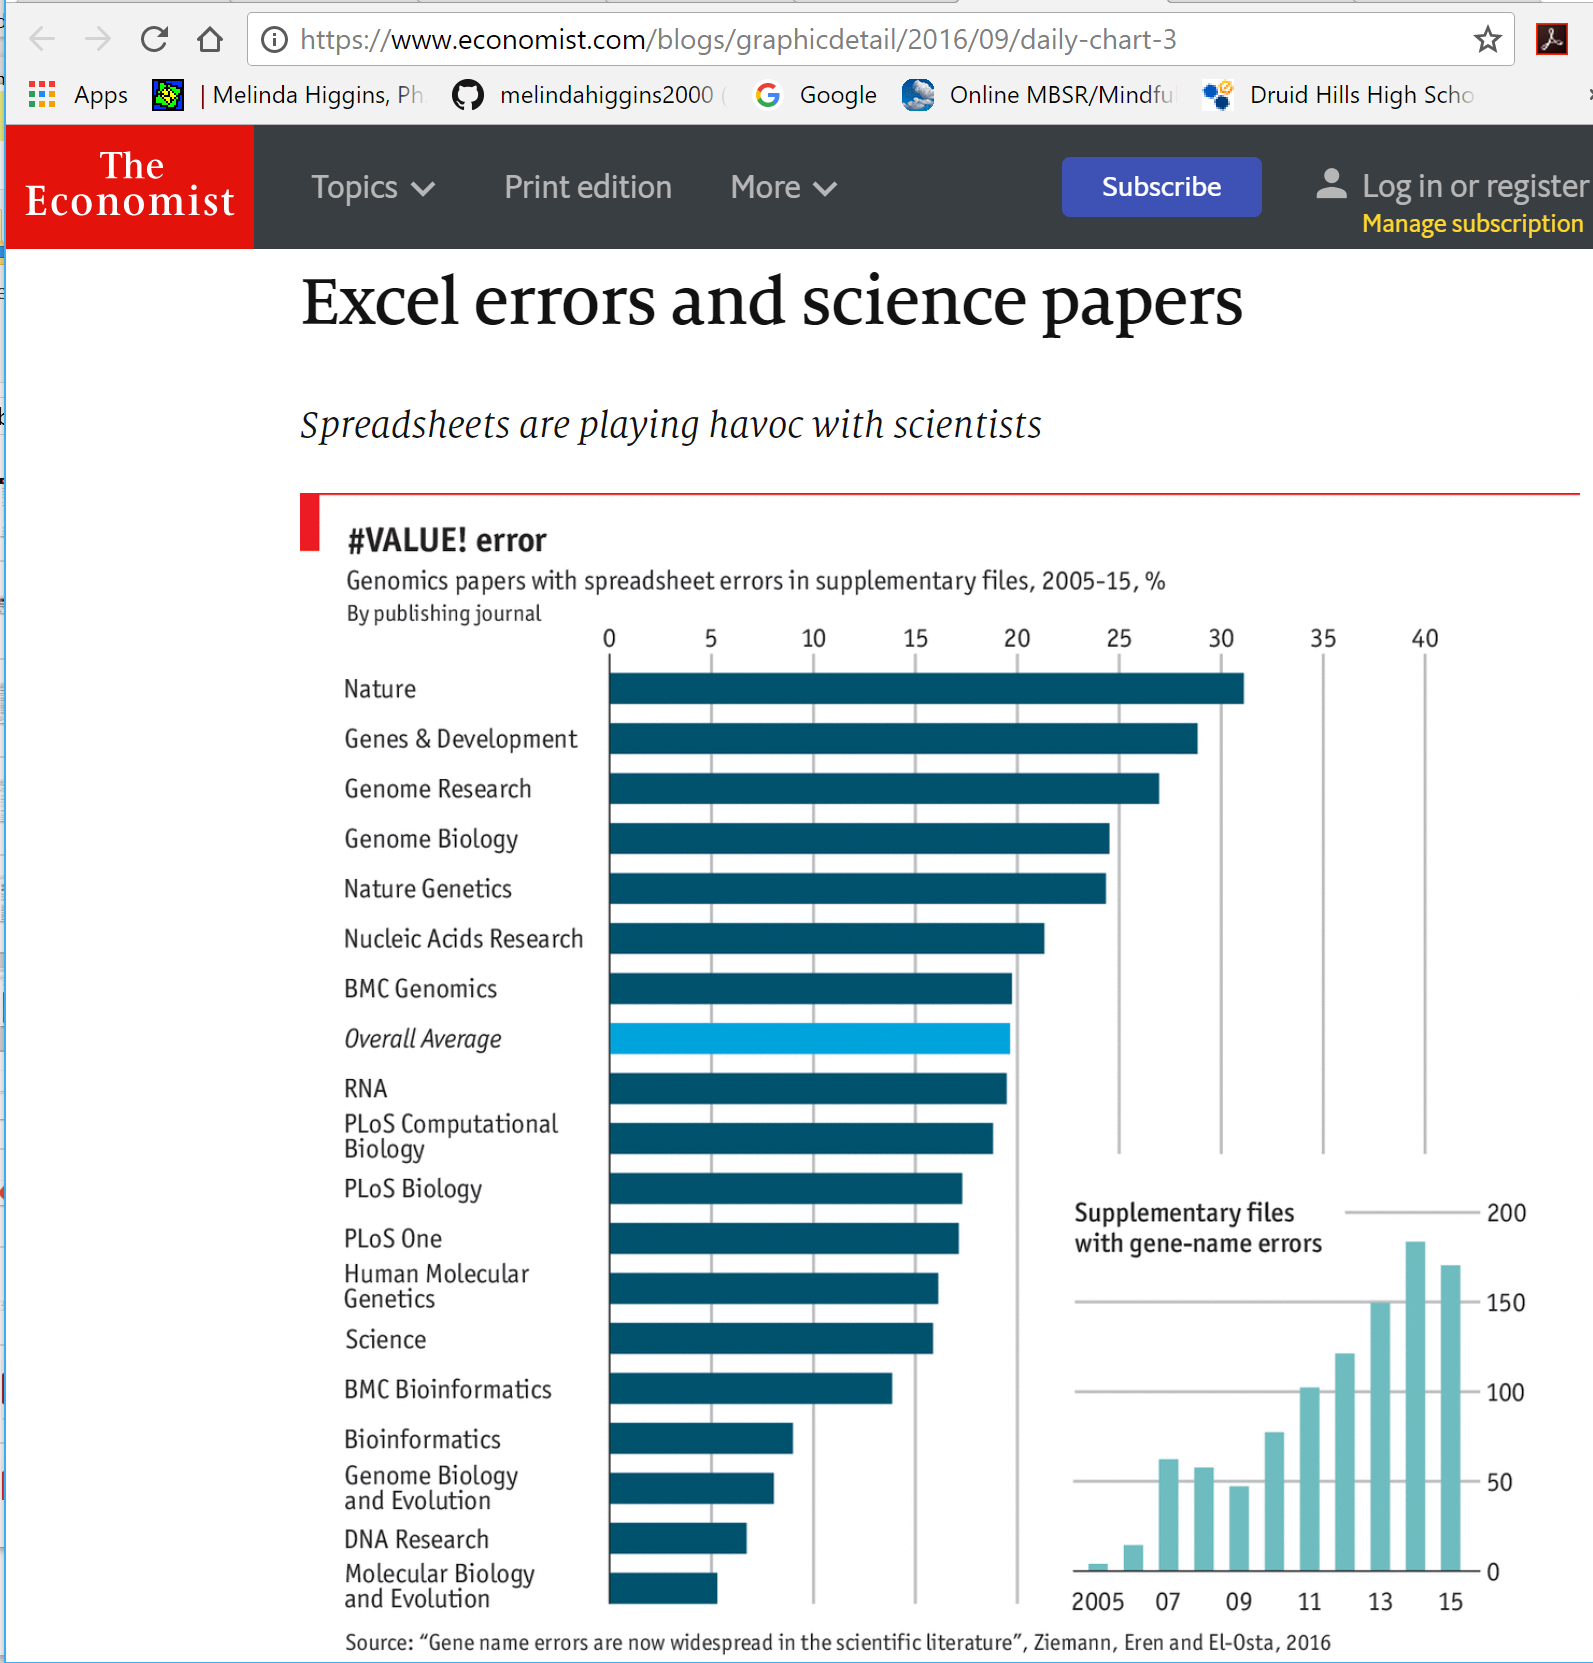 https://www.economist.com/blogs/graphicdetail/2016/09/daily-chart-3
Apps | Melinda Higgins, Ph. melindahiggins2000 ( Google Online MBSR/Mindfu Druid Hills High Scho
The
Economist
Topics Print edition More Subscribe Log in or register
Manage subscription
Excel errors and science papers
Spreadsheets are playing havoc with scientists
#VALUE! error
Genomics papers with spreadsheet errors in supplementary files, 2005-15, %
By publishing journal
0 5 10 15 20 25 30 35 40
Nature
Genes & Development
Genome Research
Genome Biology
Nature Genetics
Nucleic Acids Research
BMC Genomics
Overall Average
RNA
PLoS Computational
Biology
PLoS Biology
PLoS One
Human Molecular
Genetics
Science
BMC Bioinformatics
Bioinformatics
Genome Biology
and Evolution
DNA Research
Molecular Biology
and Evolution
Supplementary files
with gene-name errors
200
150
100
50
0
2005 07 09 11 13 15
Source: “Gene name errors are now widespread in the scientific literature”, Ziemann, Eren and El-Osta, 2016